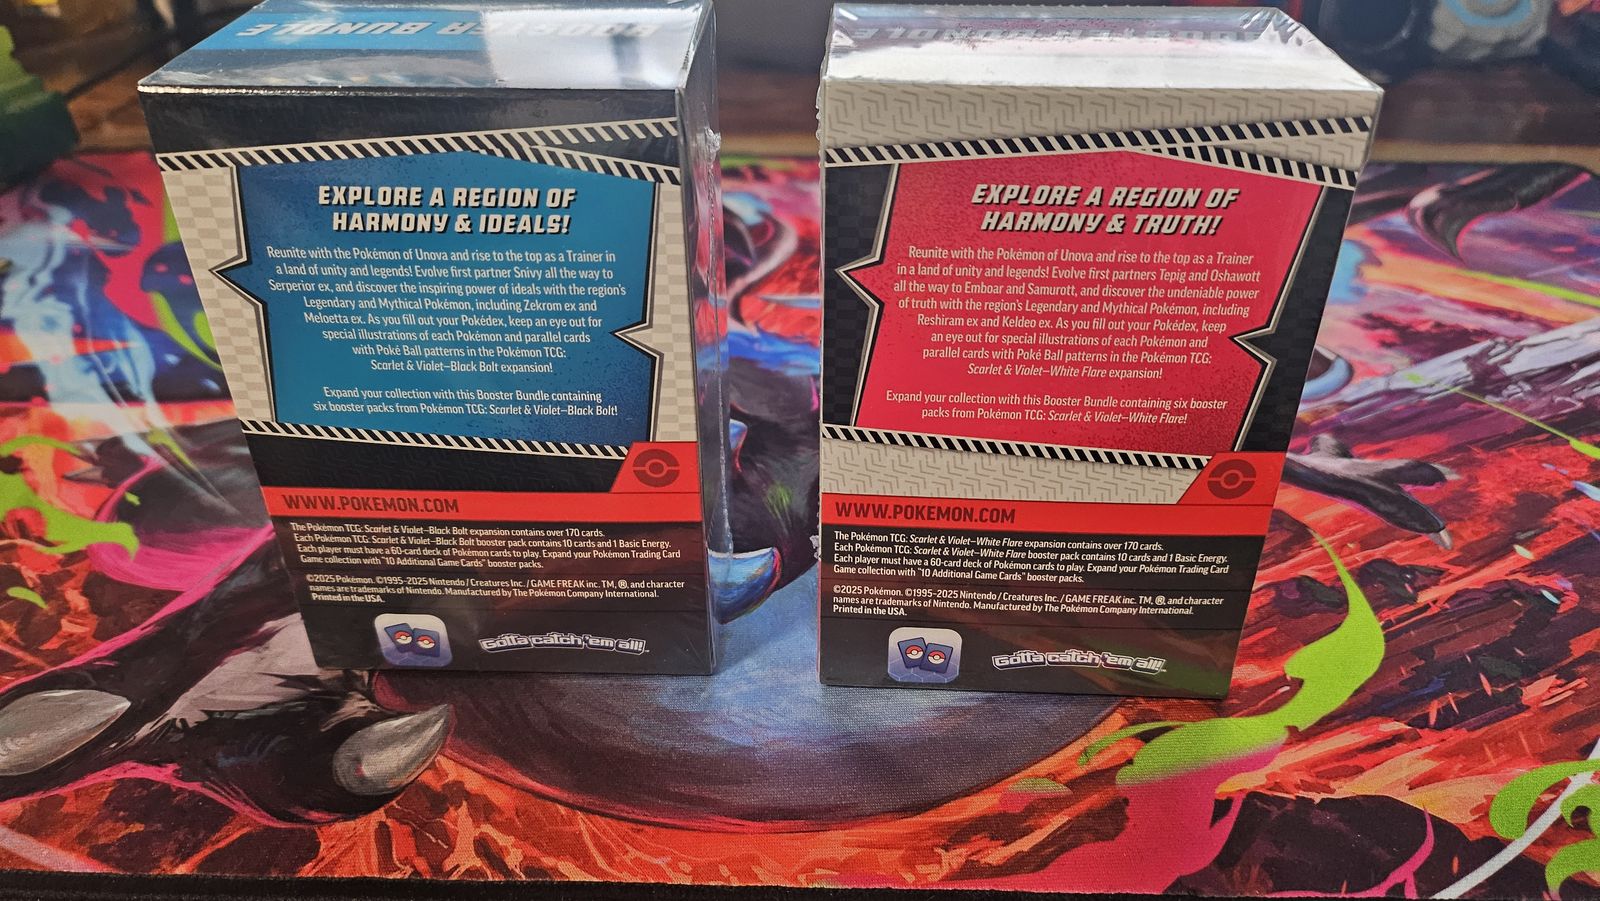 BOOSTER BUNDLE
EXPLORE A REGION OF
HARMONY & IDEALS!
Reunite with the Pokémon of Unova and rise to the top as a Trainer in
a land of unity and legends! Evolve first partner Snivy all the way to
Serperior ex, and discover the inspiring power of ideals with the region's
Legendary and Mythical Pokémon, including Zekrom ex and
Meloetta ex. As you fill out your Pokédex, keep an eye out for
special illustrations of each Pokémon and parallel cards
with Poké Ball patterns in the Pokémon TCG:
Scarlet & Violet—Black Bolt expansion!
Expand your collection with this Booster Bundle containing
six booster packs from Pokémon TCG: Scarlet & Violet—Black Bolt!
WWW.POKEMON.COM
The Pokémon TCG: Scarlet & Violet—Black Bolt expansion contains over 170 cards.
Each Pokémon TCG: Scarlet & Violet—Black Bolt booster pack contains 10 cards and 1 Basic Energy.
Each player must have a 60-card deck of Pokémon cards to play. Expand your Pokémon Trading Card
Game collection with "10 Additional Game Cards" booster packs.
©2025 Pokémon. ©1995–2025 Nintendo / Creatures Inc. / GAME FREAK inc. TM, ®, and character
names are trademarks of Nintendo. Manufactured by The Pokémon Company International.
Printed in the USA.
Gotta catch 'em all!™
BOOSTER BUNDLE
EXPLORE A REGION OF
HARMONY & TRUTH!
Reunite with the Pokémon of Unova and rise to the top as a Trainer
in a land of unity and legends! Evolve first partners Tepig and Oshawott
all the way to Emboar and Samurott, and discover the undeniable power
of truth with the region's Legendary and Mythical Pokémon, including
Reshiram ex and Keldeo ex. As you fill out your Pokédex, keep
an eye out for special illustrations of each Pokémon and
parallel cards with Poké Ball patterns in the Pokémon TCG:
Scarlet & Violet—White Flare expansion!
Expand your collection with this Booster Bundle containing six booster
packs from Pokémon TCG: Scarlet & Violet—White Flare!
WWW.POKEMON.COM
The Pokémon TCG: Scarlet & Violet—White Flare expansion contains over 170 cards.
Each Pokémon TCG: Scarlet & Violet—White Flare booster pack contains 10 cards and 1 Basic Energy.
Each player must have a 60-card deck of Pokémon cards to play. Expand your Pokémon Trading Card
Game collection with "10 Additional Game Cards" booster packs.
©2025 Pokémon. ©1995–2025 Nintendo / Creatures Inc. / GAME FREAK inc. TM, ®, and character
names are trademarks of Nintendo. Manufactured by The Pokémon Company International.
Printed in the USA.
Gotta catch 'em all!™